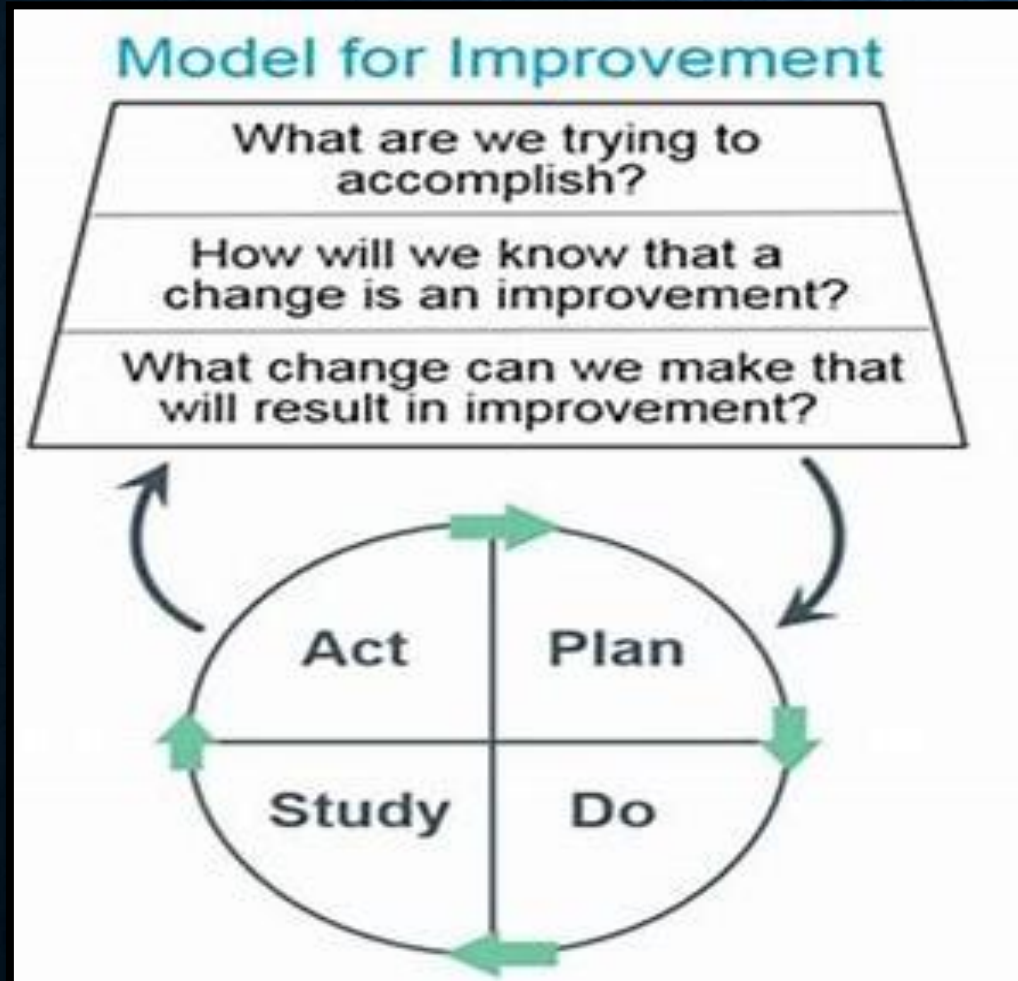 Model for Improvement
What are we trying to
accomplish?
How will we know that a
change is an improvement?
What change can we make that
will result in improvement?
Act
Plan
Study
Do